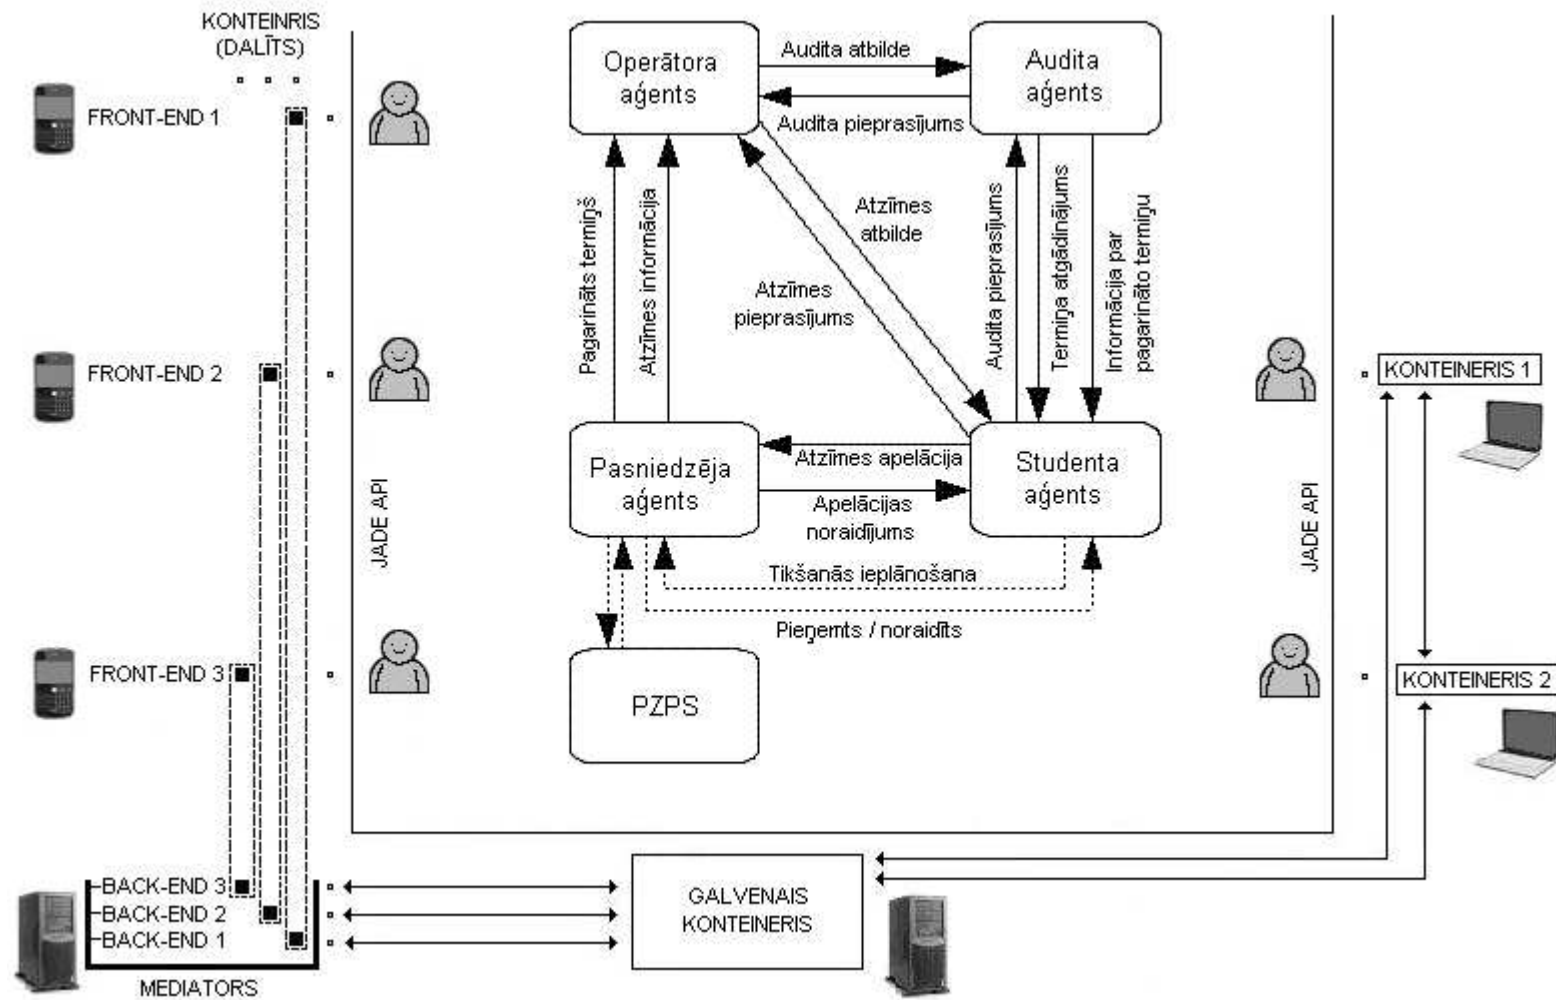 KONTEINRIS
(DALĪTS)
FRONT-END 1
FRONT-END 2
FRONT-END 3
BACK-END 3
BACK-END 2
BACK-END 1
MEDIATORS
JADE API
Operātora
aģents
Audita atbilde
Audita pieprasījums
Audita
aģents
Pagarināts termiņš
Atzīmes informācija
Atzīmes
atbilde
Atzīmes
pieprasījums
Audita pieprasījums
Termiņa atgādinājums
Informācija par
pagarināto termiņu
Pasniedzēja
aģents
Atzīmes apelācija
Apelācijas
noraidījums
Studenta
aģents
Tikšanās ieplānošana
Pieņemts / noraidīts
PZPS
JADE API
KONTEINERIS 1
KONTEINERIS 2
GALVENAIS
KONTEINERIS